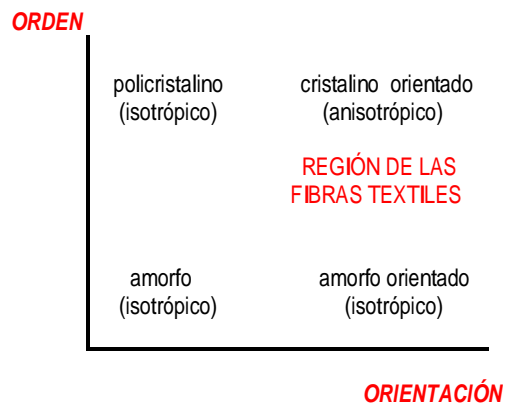 ORDEN
policristalino
(isotrópico)
cristalino orientado
(anisotrópico)
REGIÓN DE LAS
FIBRAS TEXTILES
amorfo
(isotrópico)
amorfo orientado
(isotrópico)
ORIENTACIÓN